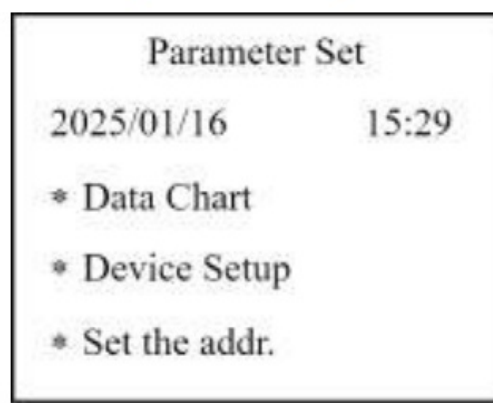 Parameter Set
2025/01/16 15:29
* Data Chart
* Device Setup
* Set the addr.